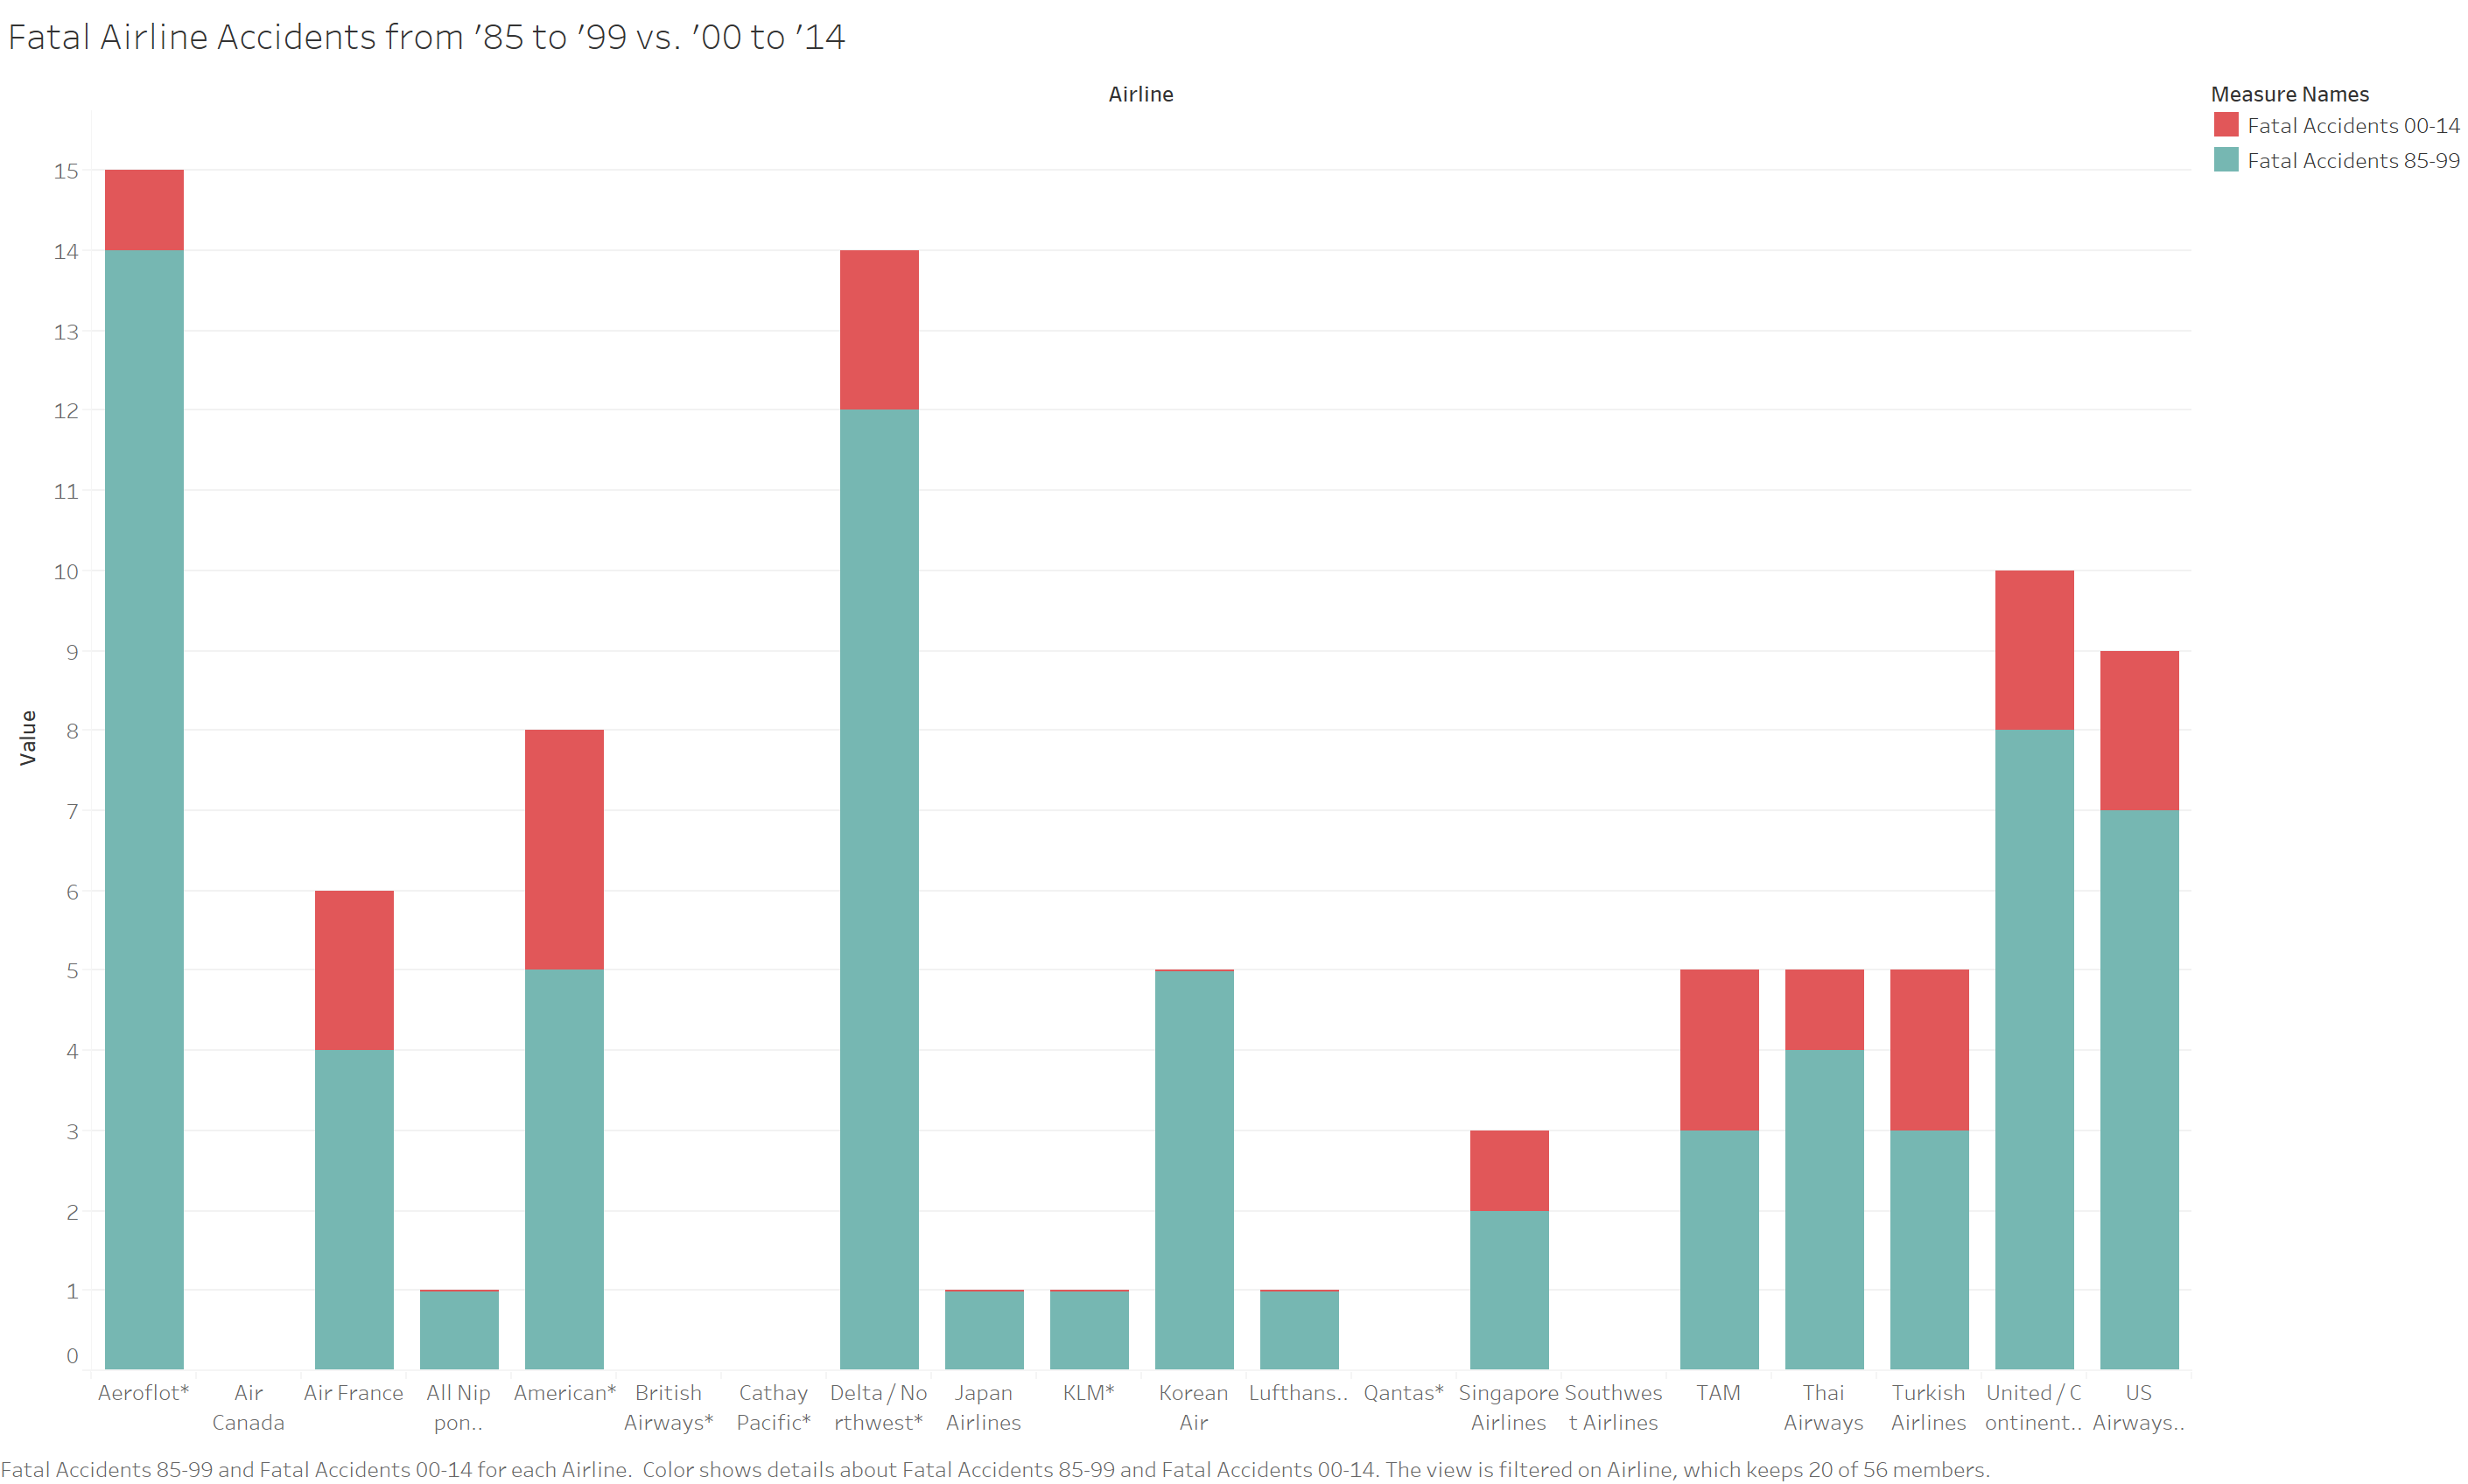 Fatal Airline Accidents from ’85 to ’99 vs. ’00 to ’14
Airline
Measure Names
Fatal Accidents 00-14
Fatal Accidents 85-99
Value
15
14
13
12
11
10
9
8
7
6
5
4
3
2
1
0
Aeroflot*
Air
Canada
Air France
All Nip
pon..
American*
British
Airways*
Cathay
Pacific*
Delta / No
rthwest*
Japan
Airlines
KLM*
Korean
Air
Lufthans..
Qantas*
Singapore
Airlines
Southwes
t Airlines
TAM
Thai
Airways
Turkish
Airlines
United / C
ontinent..
US
Airways..
Fatal Accidents 85-99 and Fatal Accidents 00-14 for each Airline.  Color shows details about Fatal Accidents 85-99 and Fatal Accidents 00-14. The view is filtered on Airline, which keeps 20 of 56 members.